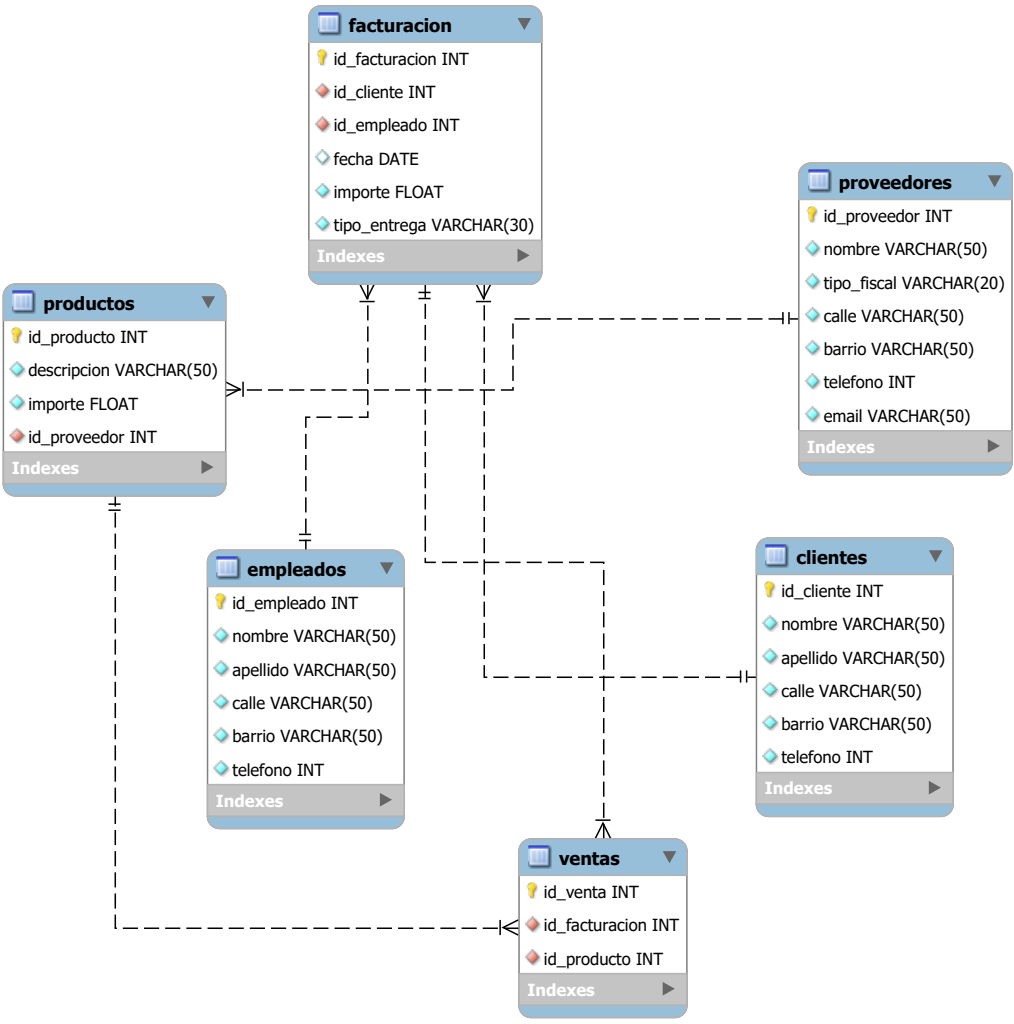 facturacion
id_facturacion INT
id_cliente INT
id_empleado INT
fecha DATE
importe FLOAT
tipo_entrega VARCHAR(30)
Indexes
proveedores
id_proveedor INT
nombre VARCHAR(50)
tipo_fiscal VARCHAR(20)
calle VARCHAR(50)
barrio VARCHAR(50)
telefono INT
email VARCHAR(50)
Indexes
productos
id_producto INT
descripcion VARCHAR(50)
importe FLOAT
id_proveedor INT
Indexes
empleados
id_empleado INT
nombre VARCHAR(50)
apellido VARCHAR(50)
calle VARCHAR(50)
barrio VARCHAR(50)
telefono INT
Indexes
clientes
id_cliente INT
nombre VARCHAR(50)
apellido VARCHAR(50)
calle VARCHAR(50)
barrio VARCHAR(50)
telefono INT
Indexes
ventas
id_venta INT
id_facturacion INT
id_producto INT
Indexes